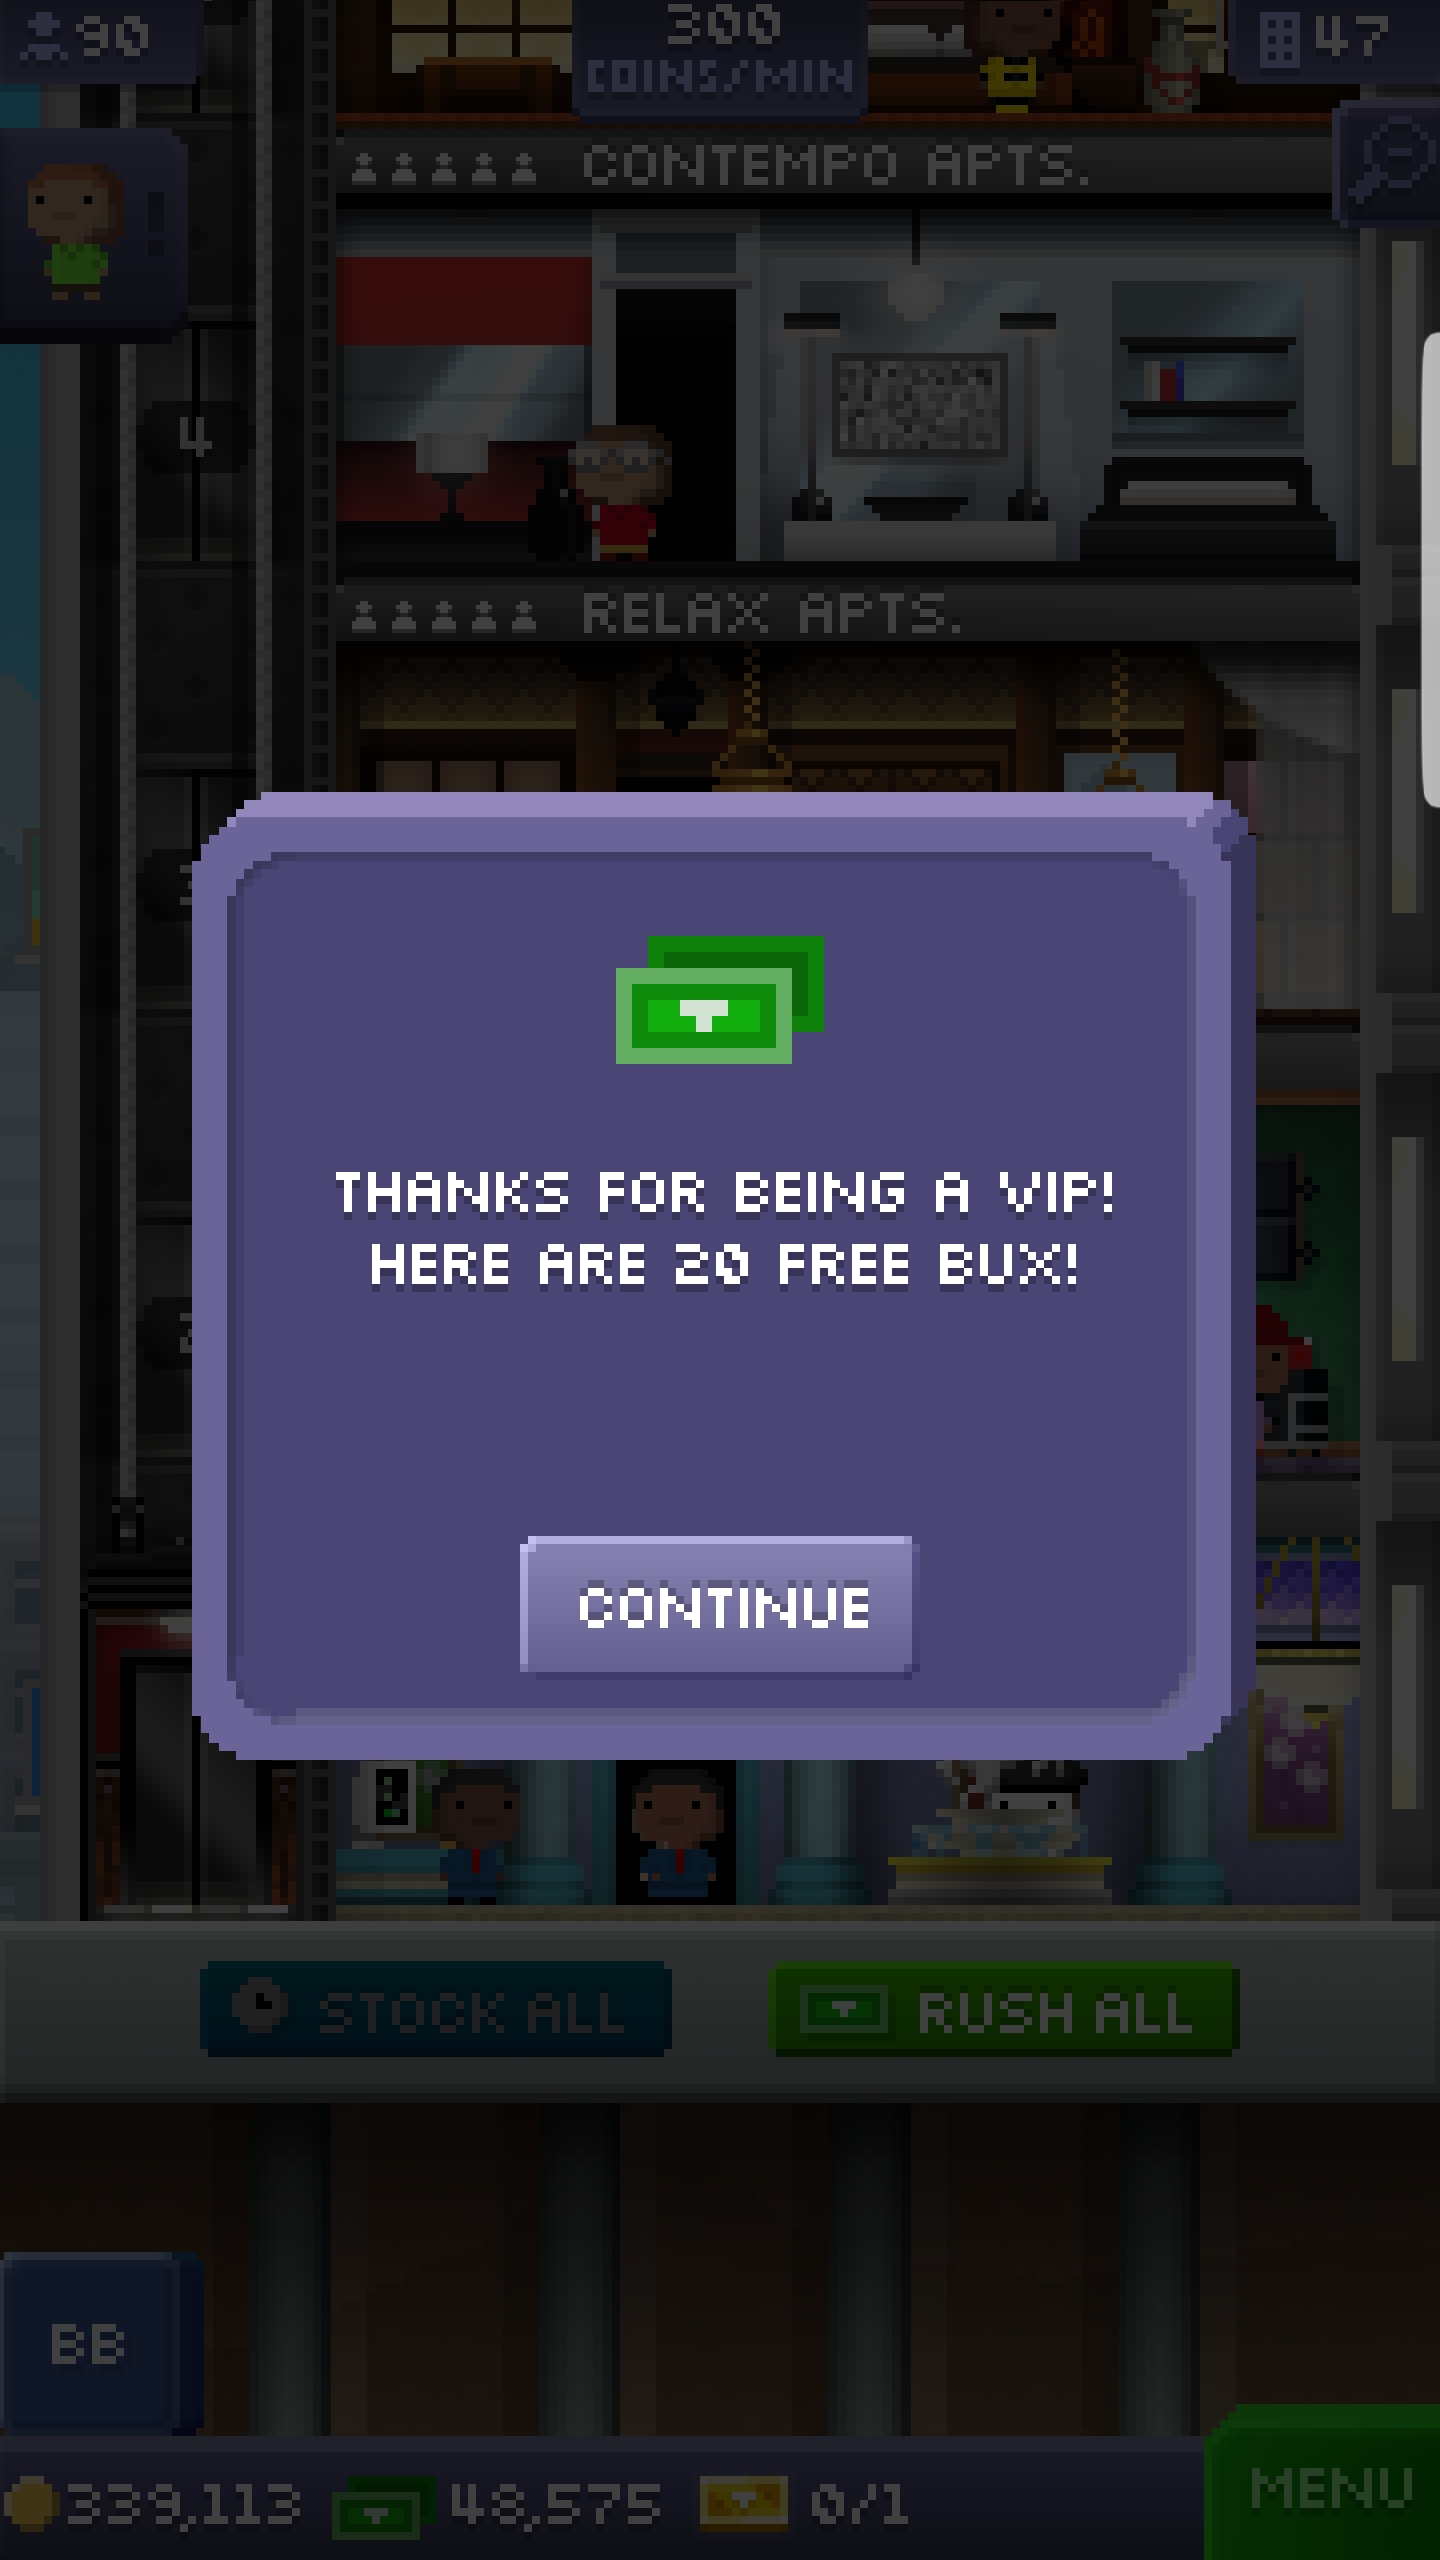 90
300
COINS/MIN
47
CONTEMPO APTS.
4
RELAX APTS.
THANKS FOR BEING A VIP!
HERE ARE 20 FREE BUX!
CONTINUE
STOCK ALL
RUSH ALL
BB
339,113
48,575
0/1
MENU